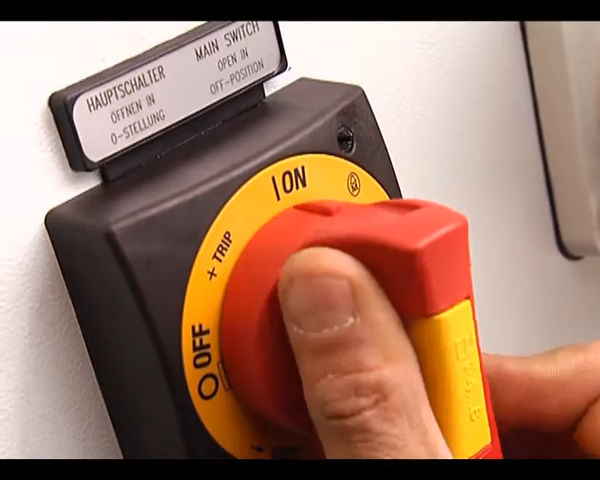 HAUPTSCHALTER
ÖFFNEN IN
0-STELLUNG
MAIN SWITCH
OPEN IN
OFF-POSITION
I ON
+ TRIP
O OFF